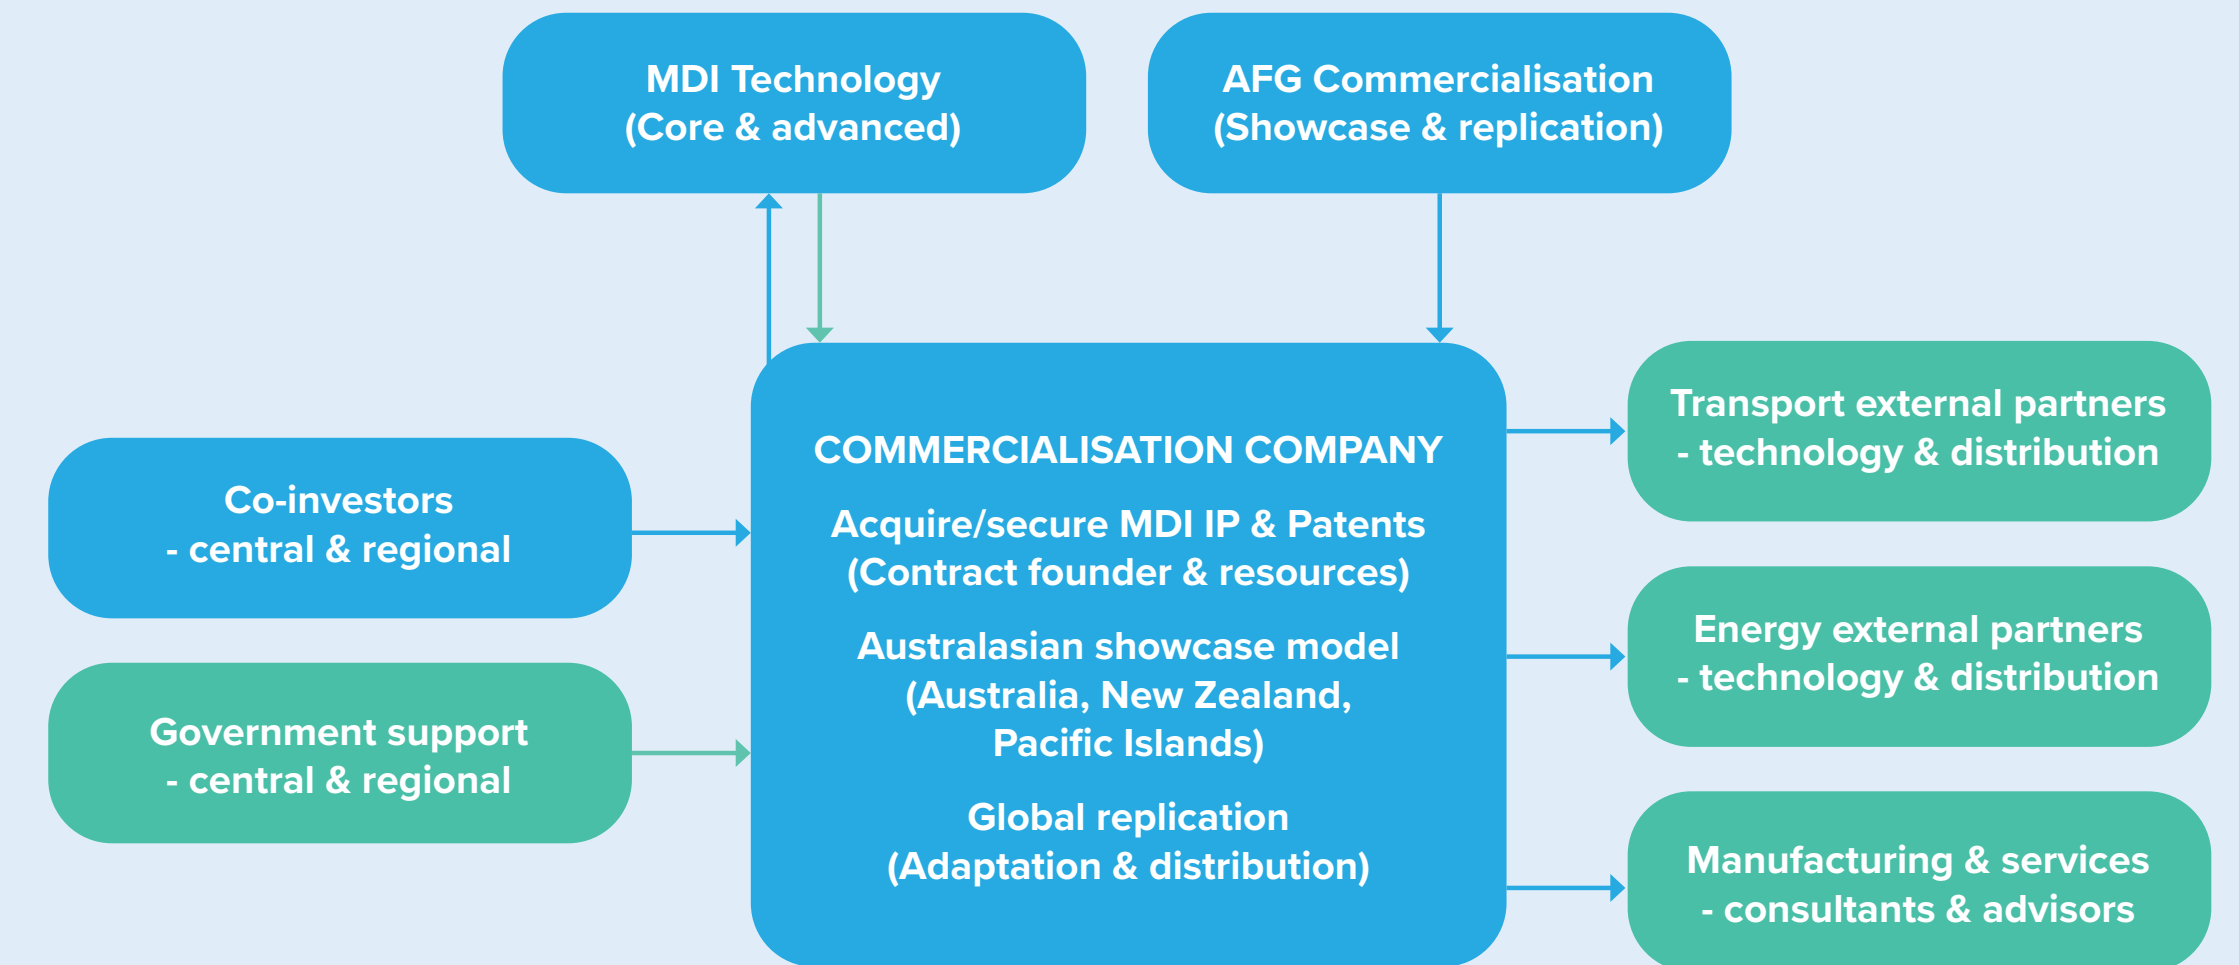 MDI Technology
(Core & advanced)
AFG Commercialisation
(Showcase & replication)
Co-investors
- central & regional
Government support
- central & regional
COMMERCIALISATION COMPANY
Acquire/secure MDI IP & Patents
(Contract founder & resources)
Australasian showcase model
(Australia, New Zealand,
Pacific Islands)
Global replication
(Adaptation & distribution)
Transport external partners
- technology & distribution
Energy external partners
- technology & distribution
Manufacturing & services
- consultants & advisors